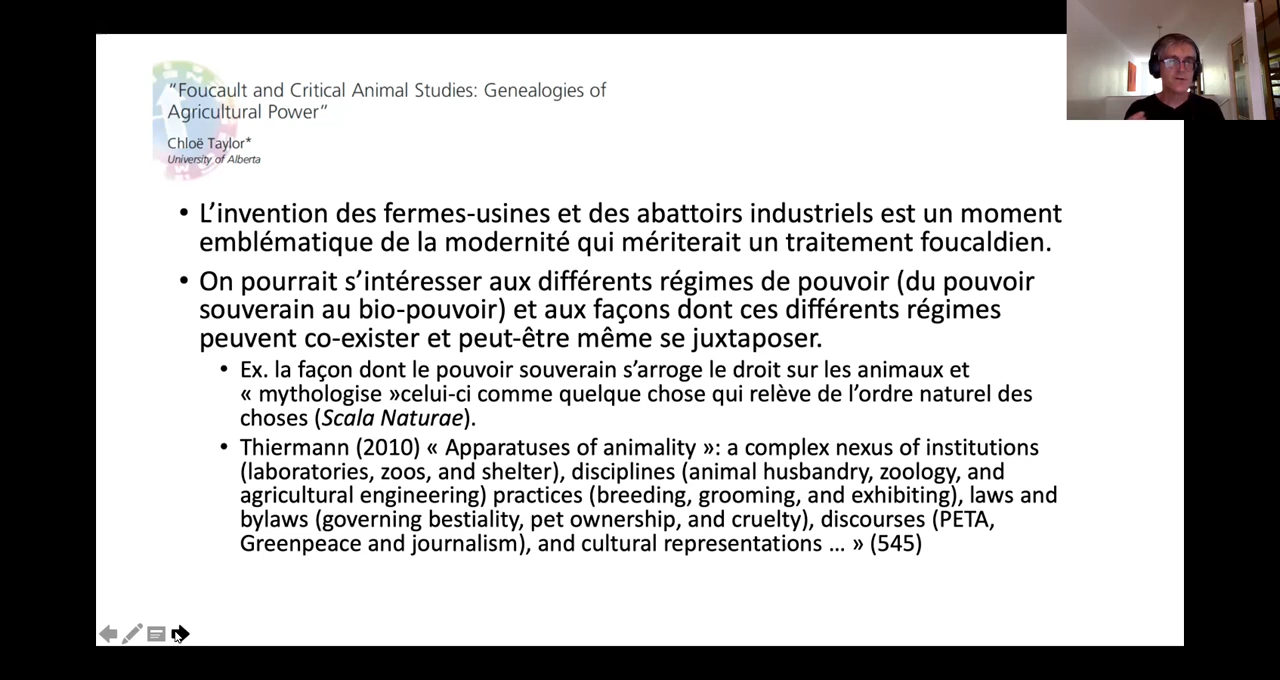 “Foucault and Critical Animal Studies: Genealogies of
Agricultural Power”
Chloë Taylor*
University of Alberta
• L’invention des fermes-usines et des abattoirs industriels est un moment
emblématique de la modernité qui mériterait un traitement foucaldien.
• On pourrait s’intéresser aux différents régimes de pouvoir (du pouvoir
souverain au bio-pouvoir) et aux façons dont ces différents régimes
peuvent co-exister et peut-être même se juxtaposer.
• Ex. la façon dont le pouvoir souverain s’arroge le droit sur les animaux et
« mythologise »celui-ci comme quelque chose qui relève de l’ordre naturel des
choses (Scala Naturae).
• Thiermann (2010) « Apparatuses of animality »: a complex nexus of institutions
(laboratories, zoos, and shelter), disciplines (animal husbandry, zoology, and
agricultural engineering) practices (breeding, grooming, and exhibiting), laws and
bylaws (governing bestiality, pet ownership, and cruelty), discourses (PETA,
Greenpeace and journalism), and cultural representations … » (545)